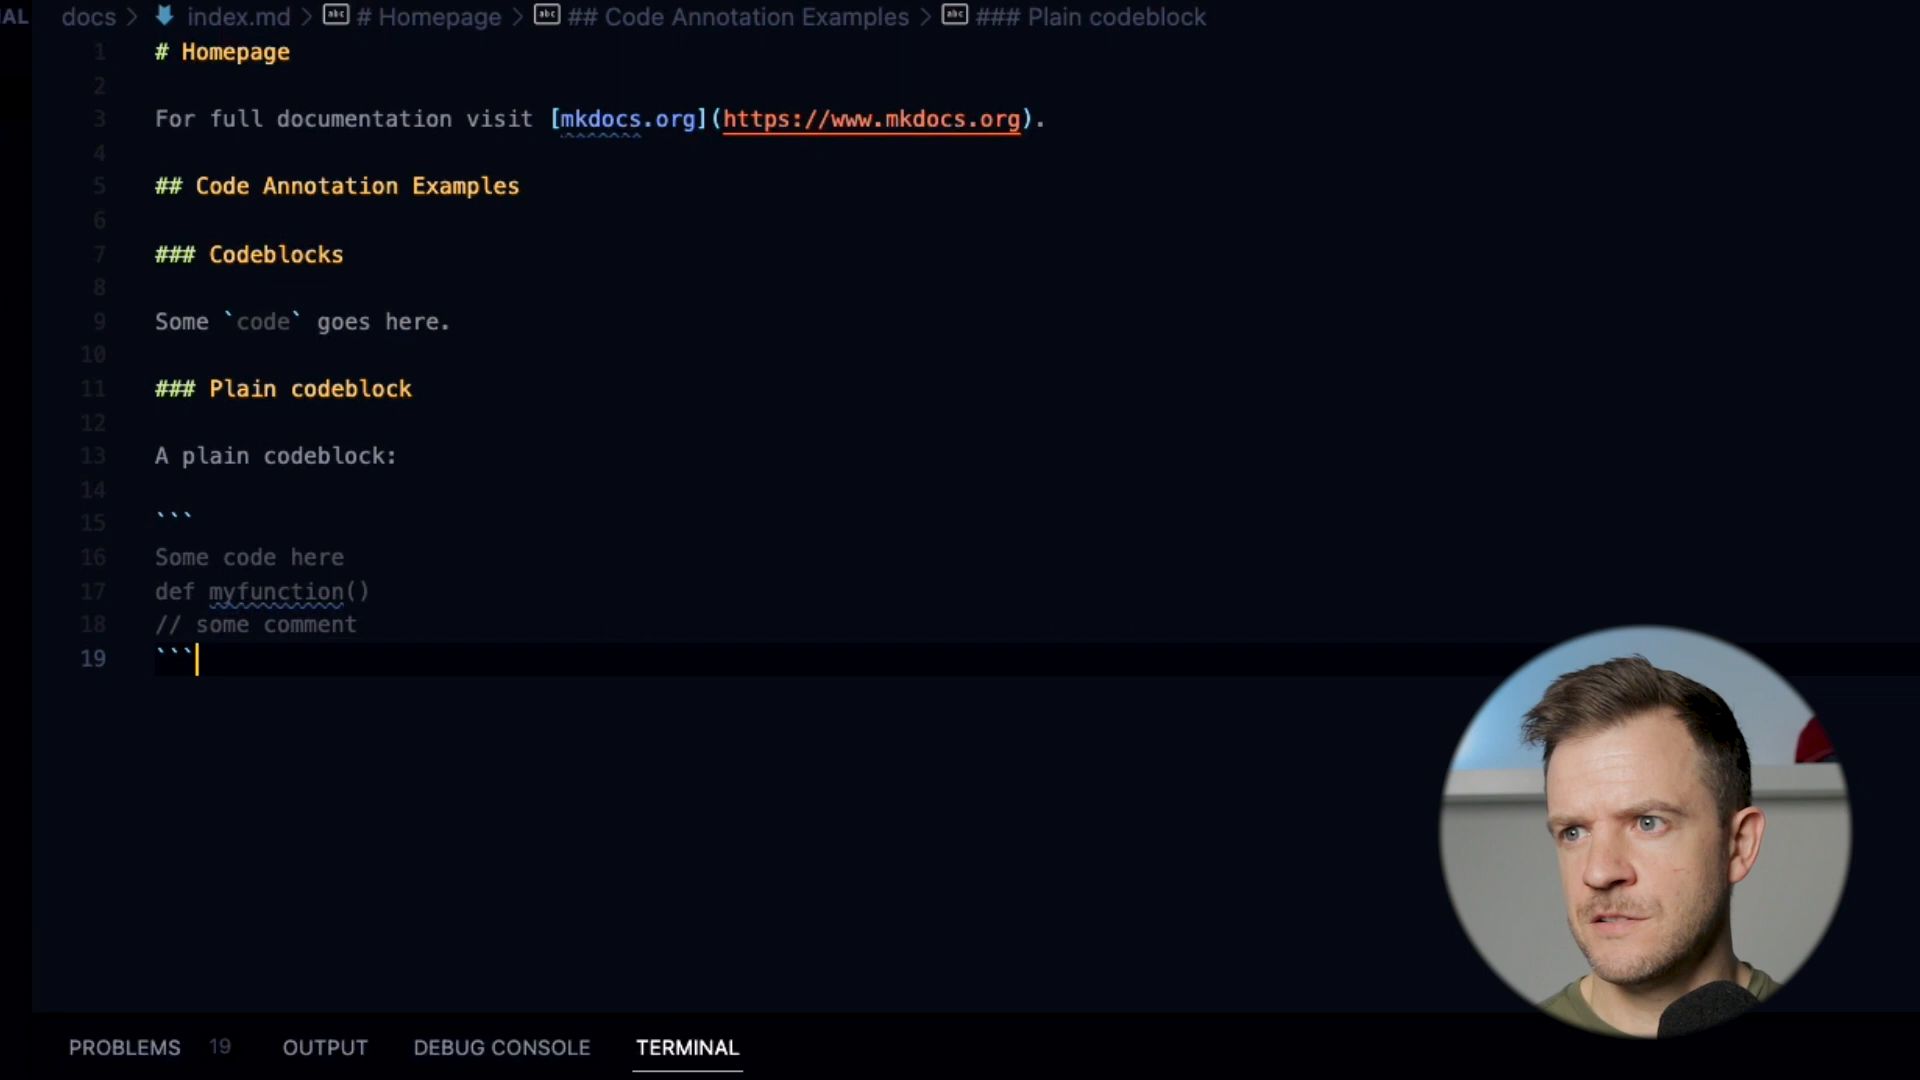 AL docs > index.md > # Homepage > ## Code Annotation Examples > ### Plain codeblock
1 # Homepage
2
3 For full documentation visit [mkdocs.org](https://www.mkdocs.org).
4
5 ## Code Annotation Examples
6
7 ### Codeblocks
8
9 Some `code` goes here.
10
11 ### Plain codeblock
12
13 A plain codeblock:
14
15 ```
16 Some code here
17 def myfunction()
18 // some comment
19 ```
PROBLEMS 19 OUTPUT DEBUG CONSOLE TERMINAL